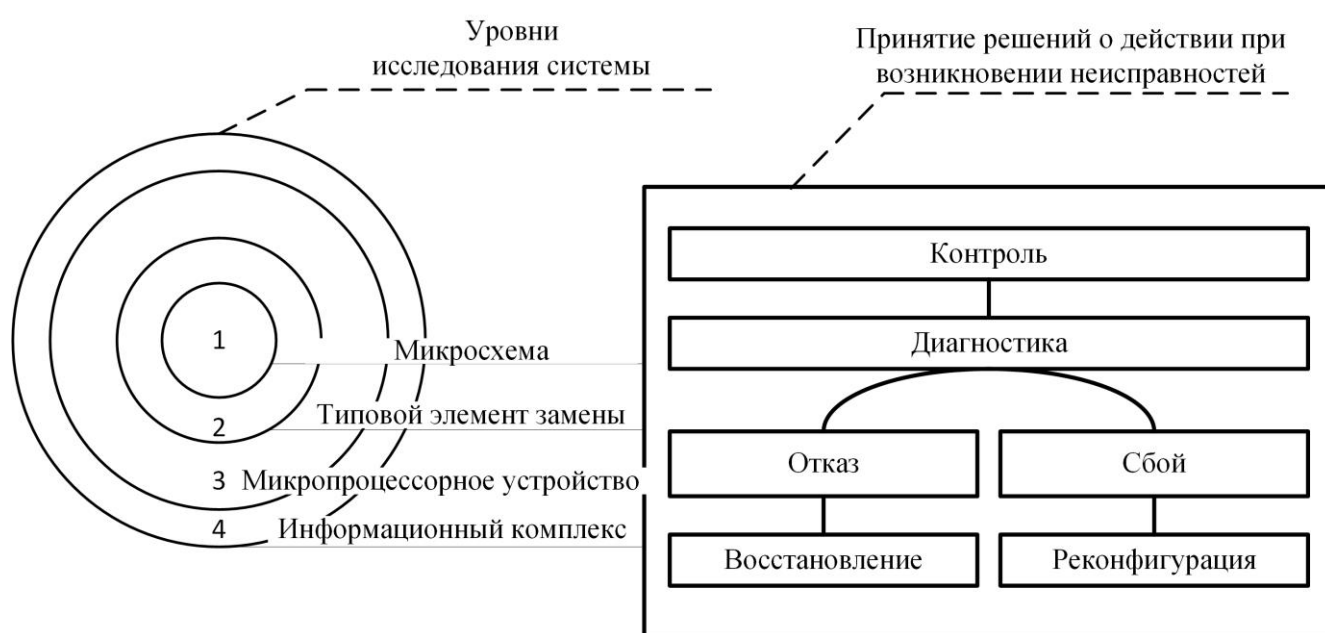 Уровни
исследования системы
Принятие решений о действии при
возникновении неисправностей
1
Микросхема
2
Типовой элемент замены
3
Микропроцессорное устройство
4
Информационный комплекс
Контроль
Диагностика
Отказ
Сбой
Восстановление
Реконфигурация